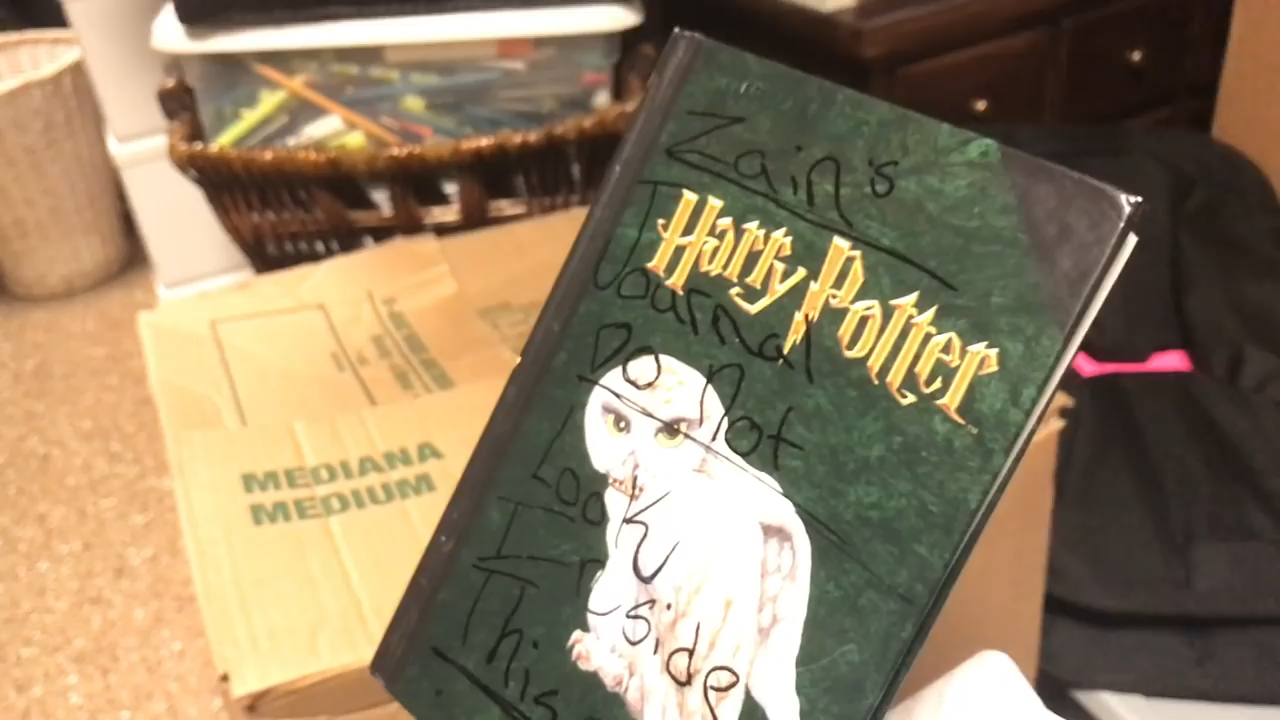 Zain's
Harry Potter
Journal
Do not
Look
Inside
This
MEDIANA
MEDIUM